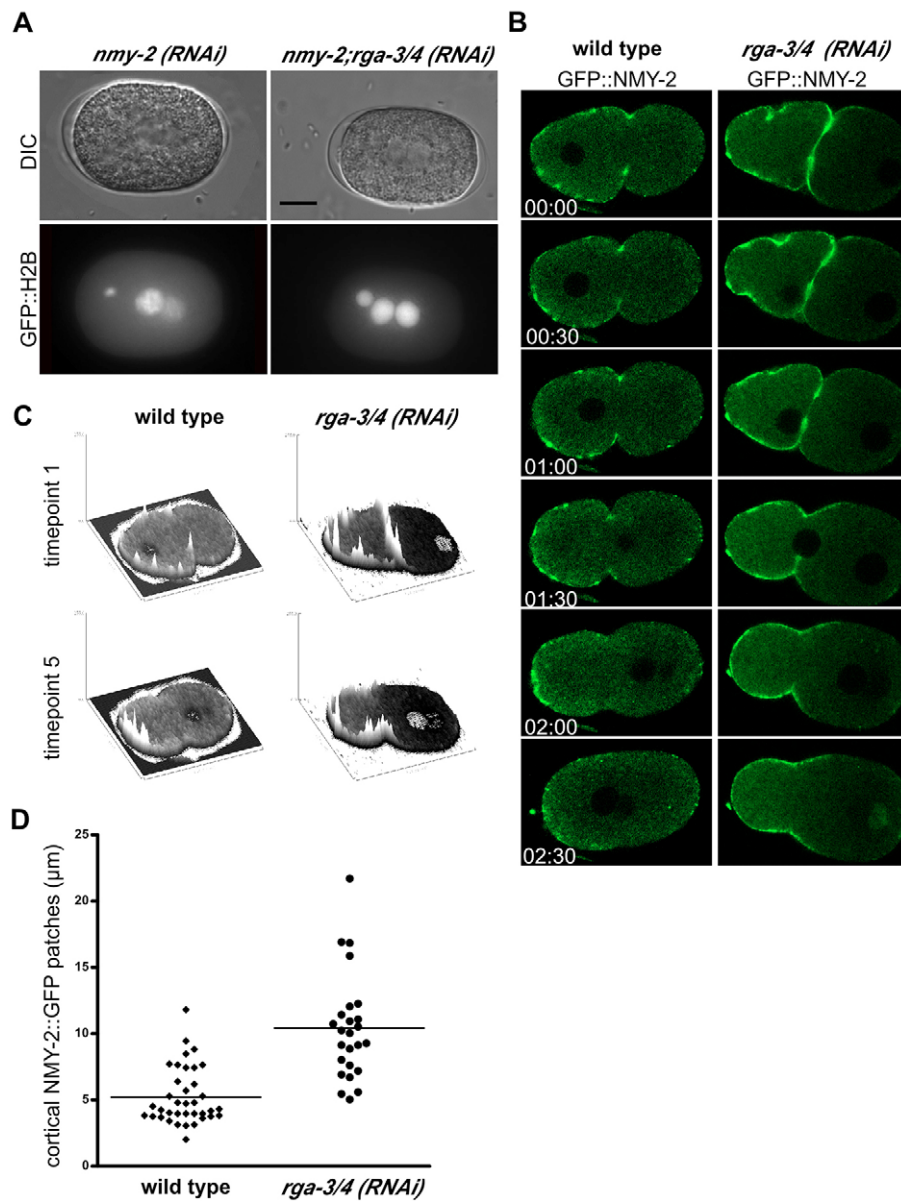 A
nmy-2 (RNAi)
nmy-2;rga-3/4 (RNAi)
DIC
GFP::H2B
B
wild type
rga-3/4 (RNAi)
GFP::NMY-2
GFP::NMY-2
00:00
00:30
01:00
01:30
02:00
02:30
C
wild type
rga-3/4 (RNAi)
timepoint 1
timepoint 5
D
cortical NMY-2::GFP patches (µm)
25
20
15
10
5
0
wild type
rga-3/4 (RNAi)